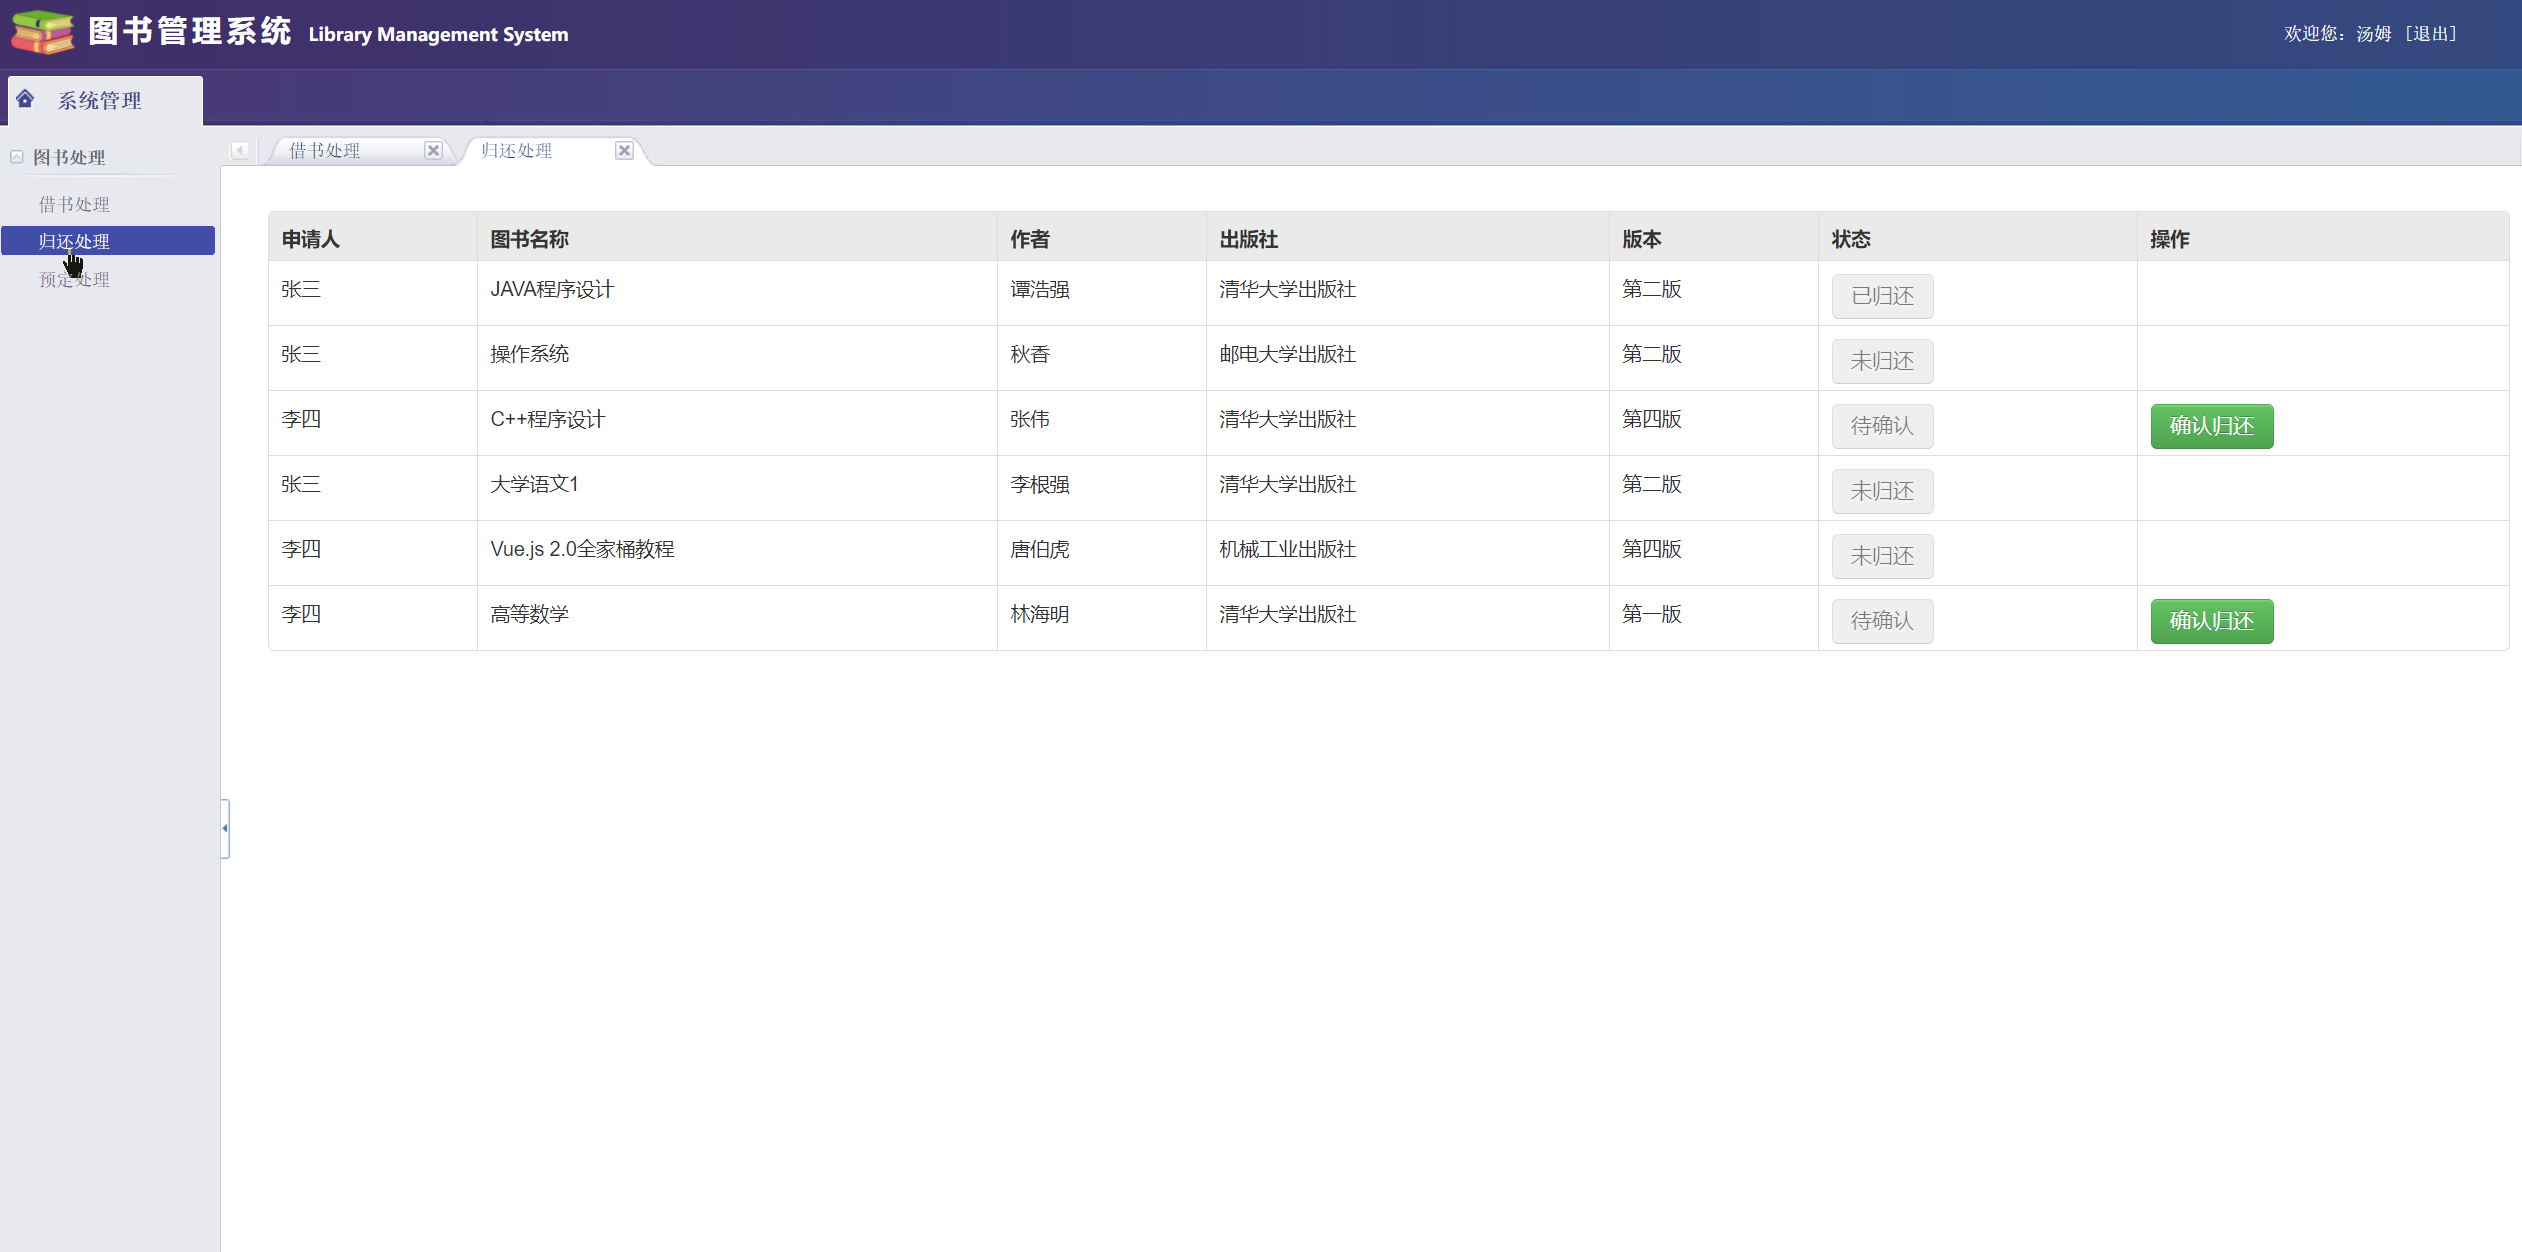 图书管理系统 Library Management System
欢迎您：汤姆 [退出]
系统管理
图书处理
借书处理
归还处理
预定处理
借书处理 归还处理
申请人 图书名称 作者 出版社 版本 状态 操作
张三 JAVA程序设计 谭浩强 清华大学出版社 第二版 已归还
张三 操作系统 秋香 邮电大学出版社 第二版 未归还
李四 C++程序设计 张伟 清华大学出版社 第四版 待确认 确认归还
张三 大学语文1 李根强 清华大学出版社 第二版 未归还
李四 Vue.js 2.0全家桶教程 唐伯虎 机械工业出版社 第四版 未归还
李四 高等数学 林海明 清华大学出版社 第一版 待确认 确认归还